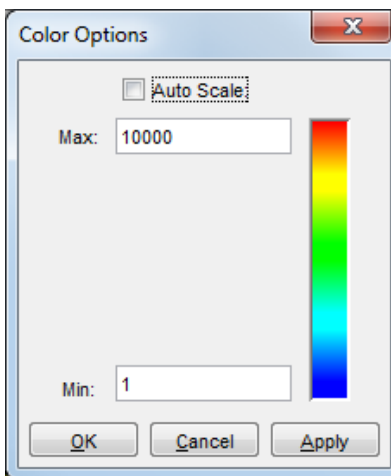 Color Options
Auto Scale
Max: 10000
Min: 1
OK Cancel Apply